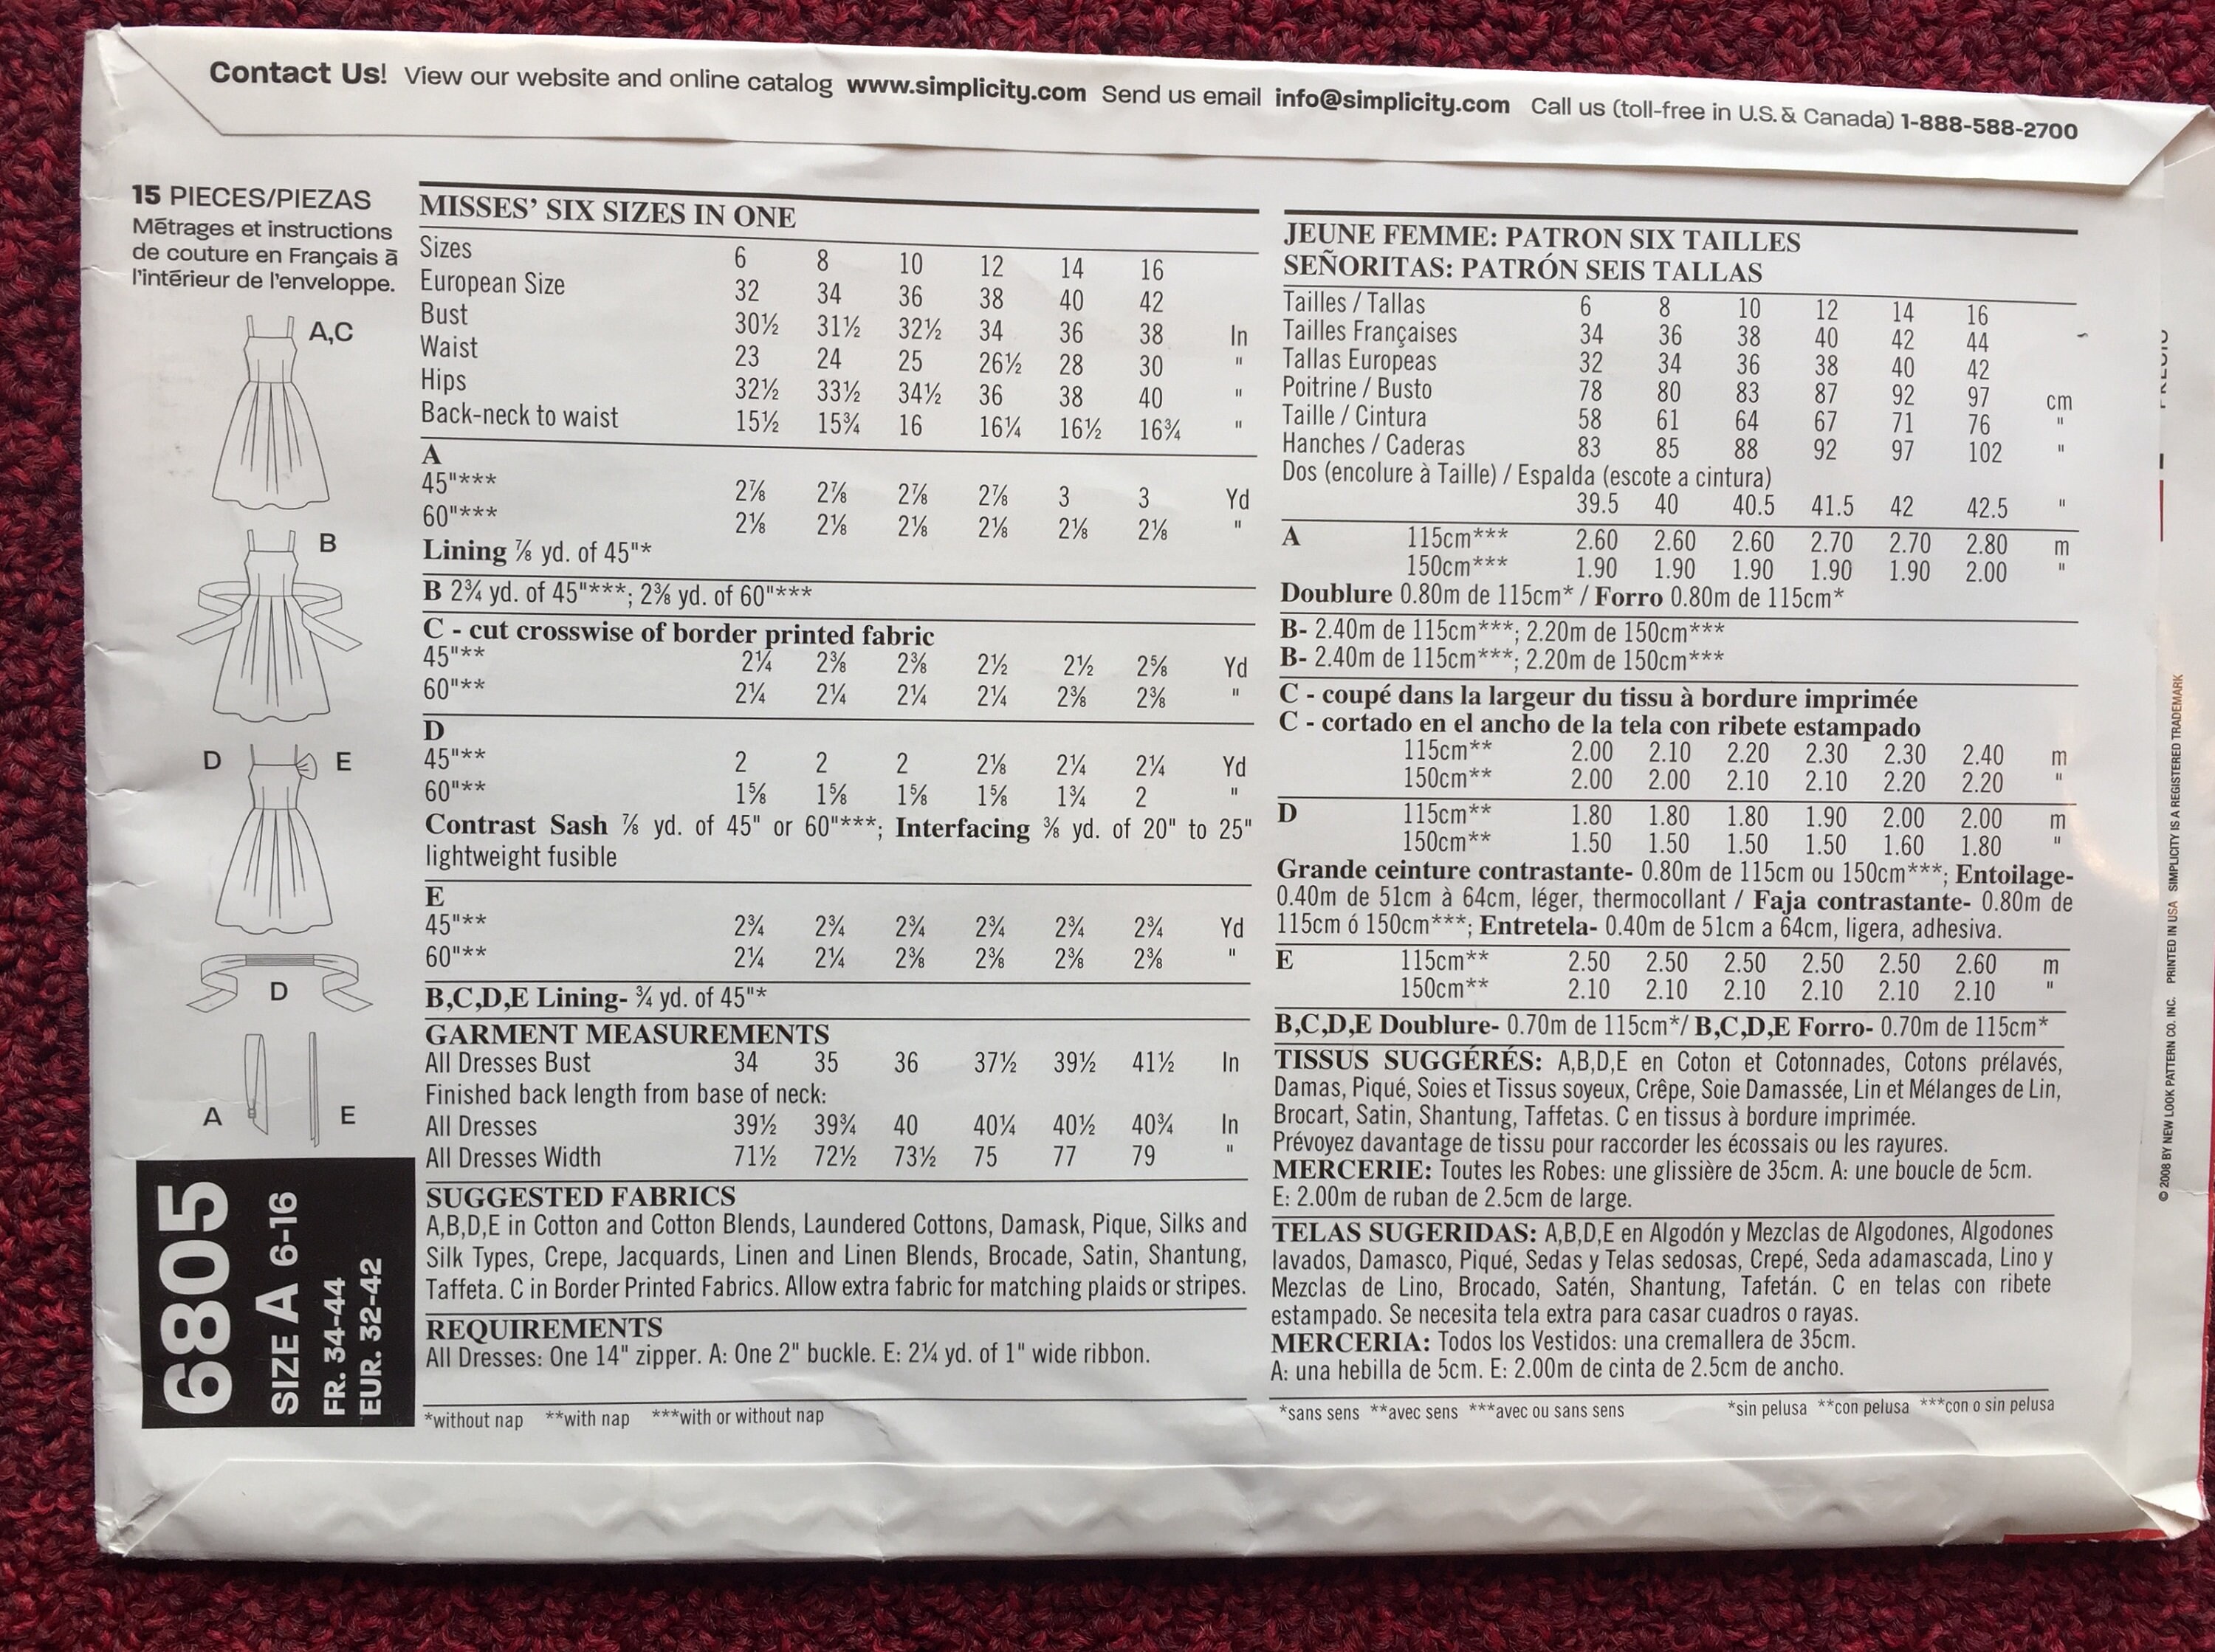 Contact Us! View our website and online catalog www.simplicity.com Send us email info@simplicity.com Call us (toll-free in U.S. & Canada) 1-888-588-2700
15 PIECES/PIEZAS
Mētrages et instructions
de couture en Français ā
l'intērieur de l'enveloppe.
A,C
B
D E
D
A E
6805
SIZE A 6-16
FR. 34-44
EUR. 32-42
MISSES' SIX SIZES IN ONE
Sizes 6 8 10 12 14 16
European Size 32 34 36 38 40 42
Bust 30½ 31½ 32½ 34 36 38 In
Waist 23 24 25 26½ 28 30 "
Hips 32½ 33½ 34½ 36 38 40 "
Back-neck to waist 15½ 15¾ 16 16¼ 16½ 16¾ "
A
45"*** 2⅞ 2⅞ 2⅞ 2⅞ 3 3 Yd
60"*** 2⅛ 2⅛ 2⅛ 2⅛ 2⅛ 2⅛ "
Lining ⅞ yd. of 45"*
B 2¾ yd. of 45"***; 2⅜ yd. of 60"***
C - cut crosswise of border printed fabric
45"** 2¼ 2⅜ 2⅜ 2½ 2½ 2⅝ Yd
60"** 2¼ 2¼ 2¼ 2¼ 2⅜ 2⅜ "
D
45"** 2 2 2 2⅛ 2¼ 2¼ Yd
60"** 1⅝ 1⅝ 1⅝ 1⅝ 1¾ 2 "
Contrast Sash ⅞ yd. of 45" or 60"***; Interfacing ⅜ yd. of 20" to 25"
lightweight fusible
E
45"** 2¾ 2¾ 2¾ 2¾ 2¾ 2¾ Yd
60"** 2¼ 2¼ 2⅜ 2⅜ 2⅜ 2⅜ "
B,C,D,E Lining- ¾ yd. of 45"*
GARMENT MEASUREMENTS
All Dresses Bust 34 35 36 37½ 39½ 41½ In
Finished back length from base of neck:
All Dresses 39½ 39¾ 40 40¼ 40½ 40¾ In
All Dresses Width 71½ 72½ 73½ 75 77 79 "
SUGGESTED FABRICS
A,B,D,E in Cotton and Cotton Blends, Laundered Cottons, Damask, Pique, Silks and
Silk Types, Crepe, Jacquards, Linen and Linen Blends, Brocade, Satin, Shantung,
Taffeta. C in Border Printed Fabrics. Allow extra fabric for matching plaids or stripes.
REQUIREMENTS
All Dresses: One 14" zipper. A: One 2" buckle. E: 2¼ yd. of 1" wide ribbon.
*without nap **with nap ***with or without nap
JEUNE FEMME: PATRON SIX TAILLES
SEÑORITAS: PATRÓN SEIS TALLAS
Tailles / Tallas 6 8 10 12 14 16
Tailles Françaises 34 36 38 40 42 44
Tallas Europeas 32 34 36 38 40 42
Poitrine / Busto 78 80 83 87 92 97 cm
Taille / Cintura 58 61 64 67 71 76 "
Hanches / Caderas 83 85 88 92 97 102 "
Dos (encolure à Taille) / Espalda (escote a cintura)
39.5 40 40.5 41.5 42 42.5 "
A 115cm*** 2.60 2.60 2.60 2.70 2.70 2.80 m
150cm*** 1.90 1.90 1.90 1.90 1.90 2.00 "
Doublure 0.80m de 115cm* / Forro 0.80m de 115cm*
B- 2.40m de 115cm***; 2.20m de 150cm***
B- 2.40m de 115cm***; 2.20m de 150cm***
C - coupé dans la largeur du tissu à bordure imprimée
C - cortado en el ancho de la tela con ribete estampado
115cm** 2.00 2.10 2.20 2.30 2.30 2.40 m
150cm** 2.00 2.00 2.10 2.10 2.20 2.20 "
D 115cm** 1.80 1.80 1.80 1.90 2.00 2.00 m
150cm** 1.50 1.50 1.50 1.50 1.60 1.80 "
Grande ceinture contrastante- 0.80m de 115cm ou 150cm***; Entoilage-
0.40m de 51cm à 64cm, léger, thermocollant / Faja contrastante- 0.80m de
115cm ó 150cm***; Entretela- 0.40m de 51cm a 64cm, ligera, adhesiva.
E 115cm** 2.50 2.50 2.50 2.50 2.50 2.60 m
150cm** 2.10 2.10 2.10 2.10 2.10 2.10 "
B,C,D,E Doublure- 0.70m de 115cm*/ B,C,D,E Forro- 0.70m de 115cm*
TISSUS SUGGÉRÉS: A,B,D,E en Coton et Cotonnades, Cotons prélavés,
Damas, Piqué, Soies et Tissus soyeux, Crêpe, Soie Damassée, Lin et Mélanges de Lin,
Brocart, Satin, Shantung, Taffetas. C en tissus à bordure imprimée.
Prévoyez davantage de tissu pour raccorder les écossais ou les rayures.
MERCERIE: Toutes les Robes: une glissière de 35cm. A: une boucle de 5cm.
E: 2.00m de ruban de 2.5cm de large.
TELAS SUGERIDAS: A,B,D,E en Algodón y Mezclas de Algodones, Algodones
lavados, Damasco, Piqué, Sedas y Telas sedosas, Crepé, Seda adamascada, Lino y
Mezclas de Lino, Brocado, Satén, Shantung, Tafetán. C en telas con ribete
estampado. Se necesita tela extra para casar cuadros o rayas.
MERCERIA: Todos los Vestidos: una cremallera de 35cm.
A: una hebilla de 5cm. E: 2.00m de cinta de 2.5cm de ancho.
*sans sens **avec sens ***avec ou sans sens *sin pelusa **con pelusa ***con o sin pelusa
© 2008 BY NEW LOOK PATTERN CO. INC. PRINTED IN USA SIMPLICITY IS A REGISTERED TRADEMARK